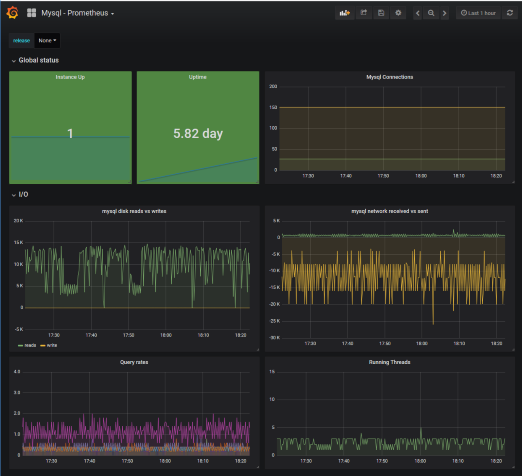 Mysql - Prometheus
Last 1 hour
release None
Global status
Instance Up
Uptime
Mysql Connections
1
5.82 day
200
150
100
50
0
17:30 17:40 17:50 18:00 18:10 18:20
I/O
mysql disk reads vs writes
mysql network received vs sent
20 K
15 K
10 K
5 K
0
-5 K
17:30 17:40 17:50 18:00 18:10 18:20
reads write
5 K
0
-5 K
-10 K
-15 K
-20 K
-25 K
-30 K
17:30 17:40 17:50 18:00 18:10 18:20
Query rates
Running Threads
4.0
3.0
2.0
1.0
0
17:30 17:40 17:50 18:00 18:10 18:20
15
10
5
0
17:30 17:40 17:50 18:00 18:10 18:20